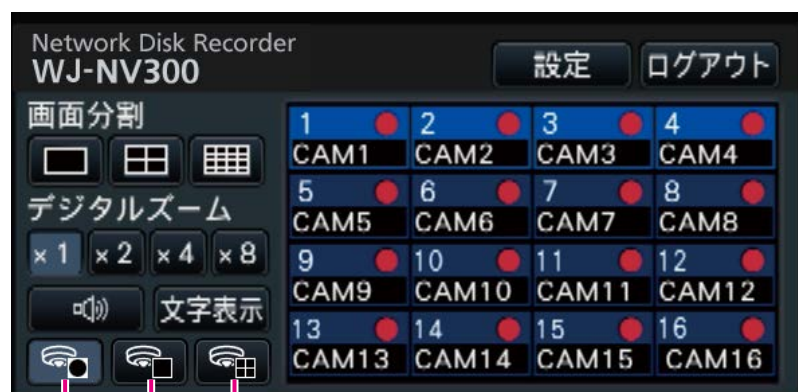 Network Disk Recorder
WJ-NV300
設定 ログアウト
画面分割
デジタルズーム
×1 ×2 ×4 ×8
文字表示
1 2 3 4
CAM1 CAM2 CAM3 CAM4
5 6 7 8
CAM5 CAM6 CAM7 CAM8
9 10 11 12
CAM9 CAM10 CAM11 CAM12
13 14 15 16
CAM13 CAM14 CAM15 CAM16